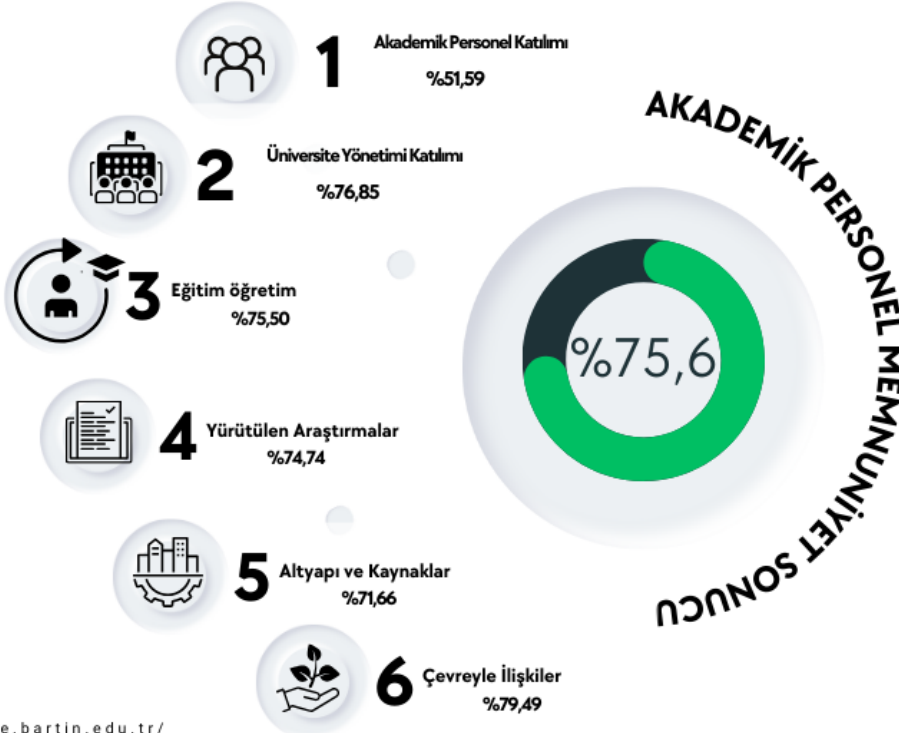 1
Akademik Personel Katılımı
%51,59
2
Üniversite Yönetimi Katılımı
%76,85
3
Eğitim öğretim
%75,50
4
Yürütülen Araştırmalar
%74,74
5
Altyapı ve Kaynaklar
%71,66
6
Çevreyle İlişkiler
%79,49
AKADEMİK PERSONEL MEMNUNİYET SONUCU
%75,6
e.bartin.edu.tr/